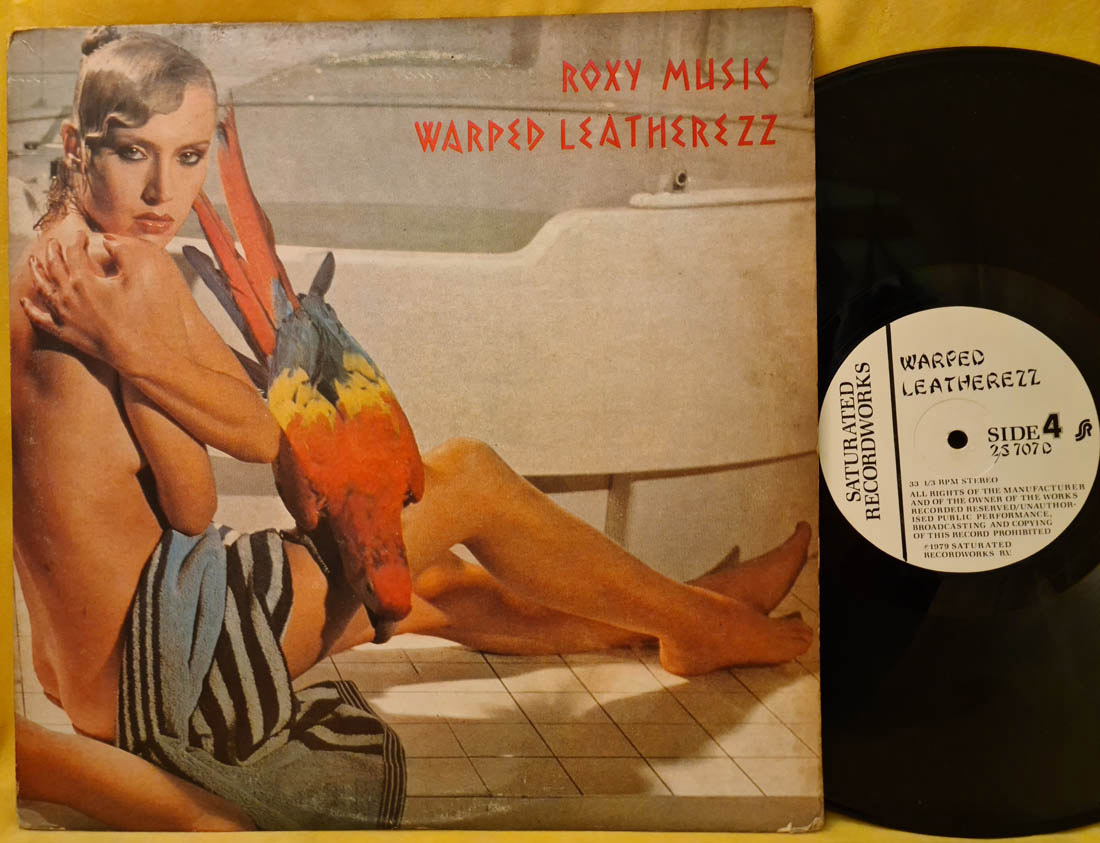 ROXY MUSIC
WARPED LEATHEREZZ
SATURATED
RECORDWORKS
WARPED
LEATHEREZZ
SIDE 4
2S 707 D
SR
33 1/3 RPM STEREO
ALL RIGHTS OF THE MANUFACTURER
AND OF THE OWNER OF THE WORKS
RECORDED RESERVED/UNAUTHOR-
ISED PUBLIC PERFORMANCE,
BROADCASTING AND COPYING
OF THIS RECORD PROHIBITED
℗1979 SATURATED
RECORDWORKS B.V.